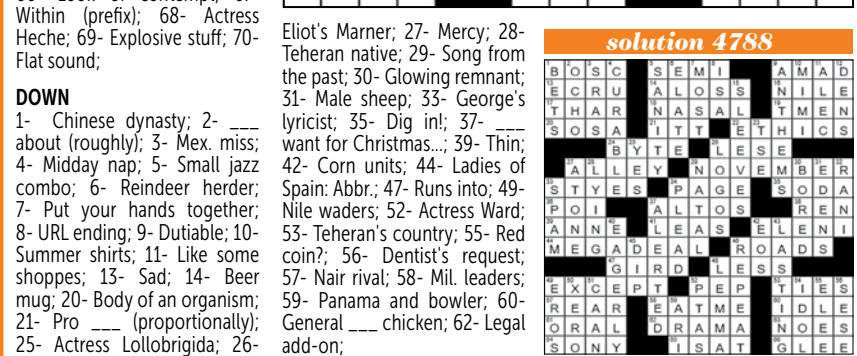 66- Look of contempt; 67-
Within (prefix); 68- Actress
Heche; 69- Explosive stuff; 70-
Flat sound;
DOWN
1- Chinese dynasty; 2- ___
about (roughly); 3- Mex. miss;
4- Midday nap; 5- Small jazz
combo; 6- Reindeer herder;
7- Put your hands together;
8- URL ending; 9- Dutiable; 10-
Summer shirts; 11- Like some
shoppes; 13- Sad; 14- Beer
mug; 20- Body of an organism;
21- Pro ___ (proportionally);
25- Actress Lollobrigida; 26-
Eliot's Marner; 27- Mercy; 28-
Teheran native; 29- Song from
the past; 30- Glowing remnant;
31- Male sheep; 33- George's
lyricist; 35- Dig in!; 37- ___
want for Christmas...; 39- Thin;
42- Corn units; 44- Ladies of
Spain: Abbr.; 47- Runs into; 49-
Nile waders; 52- Actress Ward;
53- Teheran's country; 55- Red
coin?; 56- Dentist's request;
57- Nair rival; 58- Mil. leaders;
59- Panama and bowler; 60-
General ___ chicken; 62- Legal
add-on;
solution 4788
BOSC SEMI AMAD
ECRU ALOSS NILE
THAR NASAL TMEN
SOSA ITT ETHICS
BYTE LESE
ALLEY NOVEMBER
STYES PAGE SODA
POI ALTOS REN
ANNE LEAS ELENI
MEGADEAL ROADS
GIRD LESS
EXCEPT PEP TIES
REAR EATME IDLE
ORAL DRAMA NOES
SONY ISAT GLEE